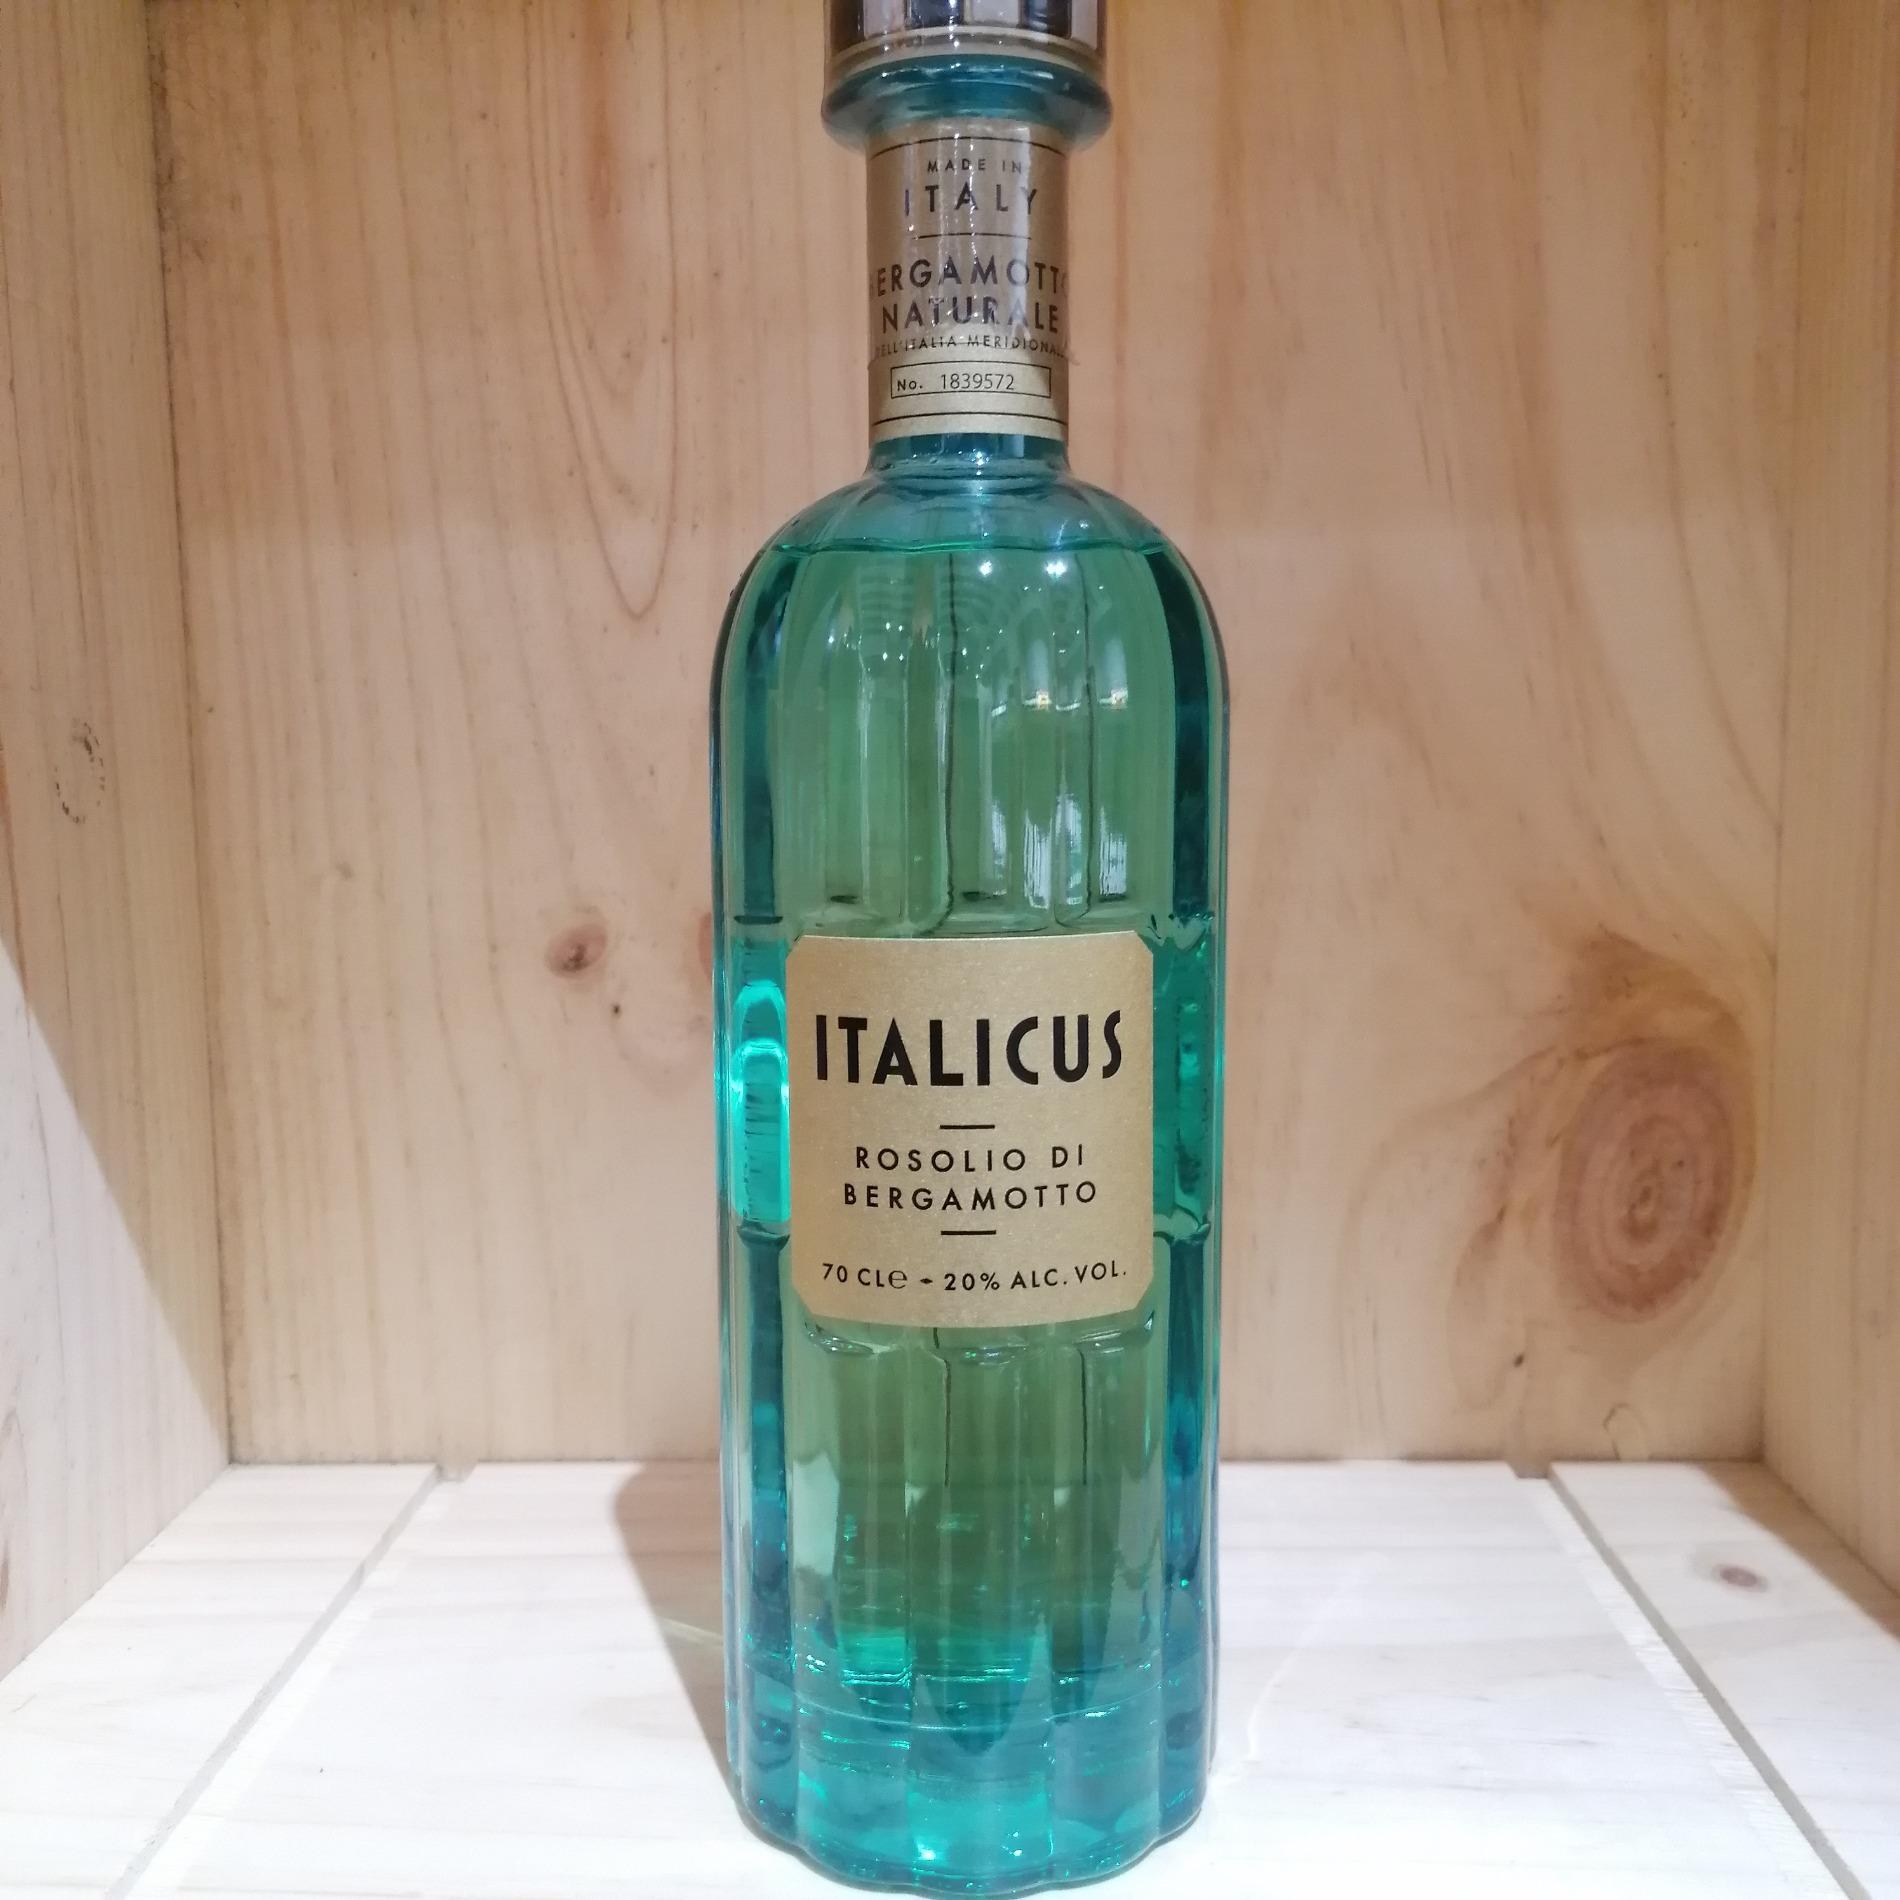 MADE IN
ITALY
BERGAMOTTO
NATURALE
DELL'ITALIA MERIDIONALE
No. 1839572
ITALICUS
ROSOLIO DI
BERGAMOTTO
70 CLe - 20% ALC. VOL.